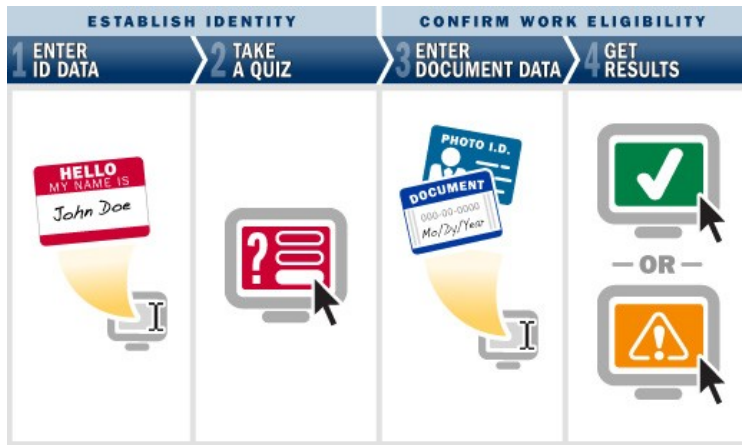 ESTABLISH IDENTITY
CONFIRM WORK ELIGIBILITY
1 ENTER
ID DATA
2 TAKE
A QUIZ
3 ENTER
DOCUMENT DATA
4 GET
RESULTS
HELLO
MY NAME IS
John Doe
?
PHOTO I.D.
DOCUMENT
000-00-0000
Mo/Dy/Year
— OR —
!